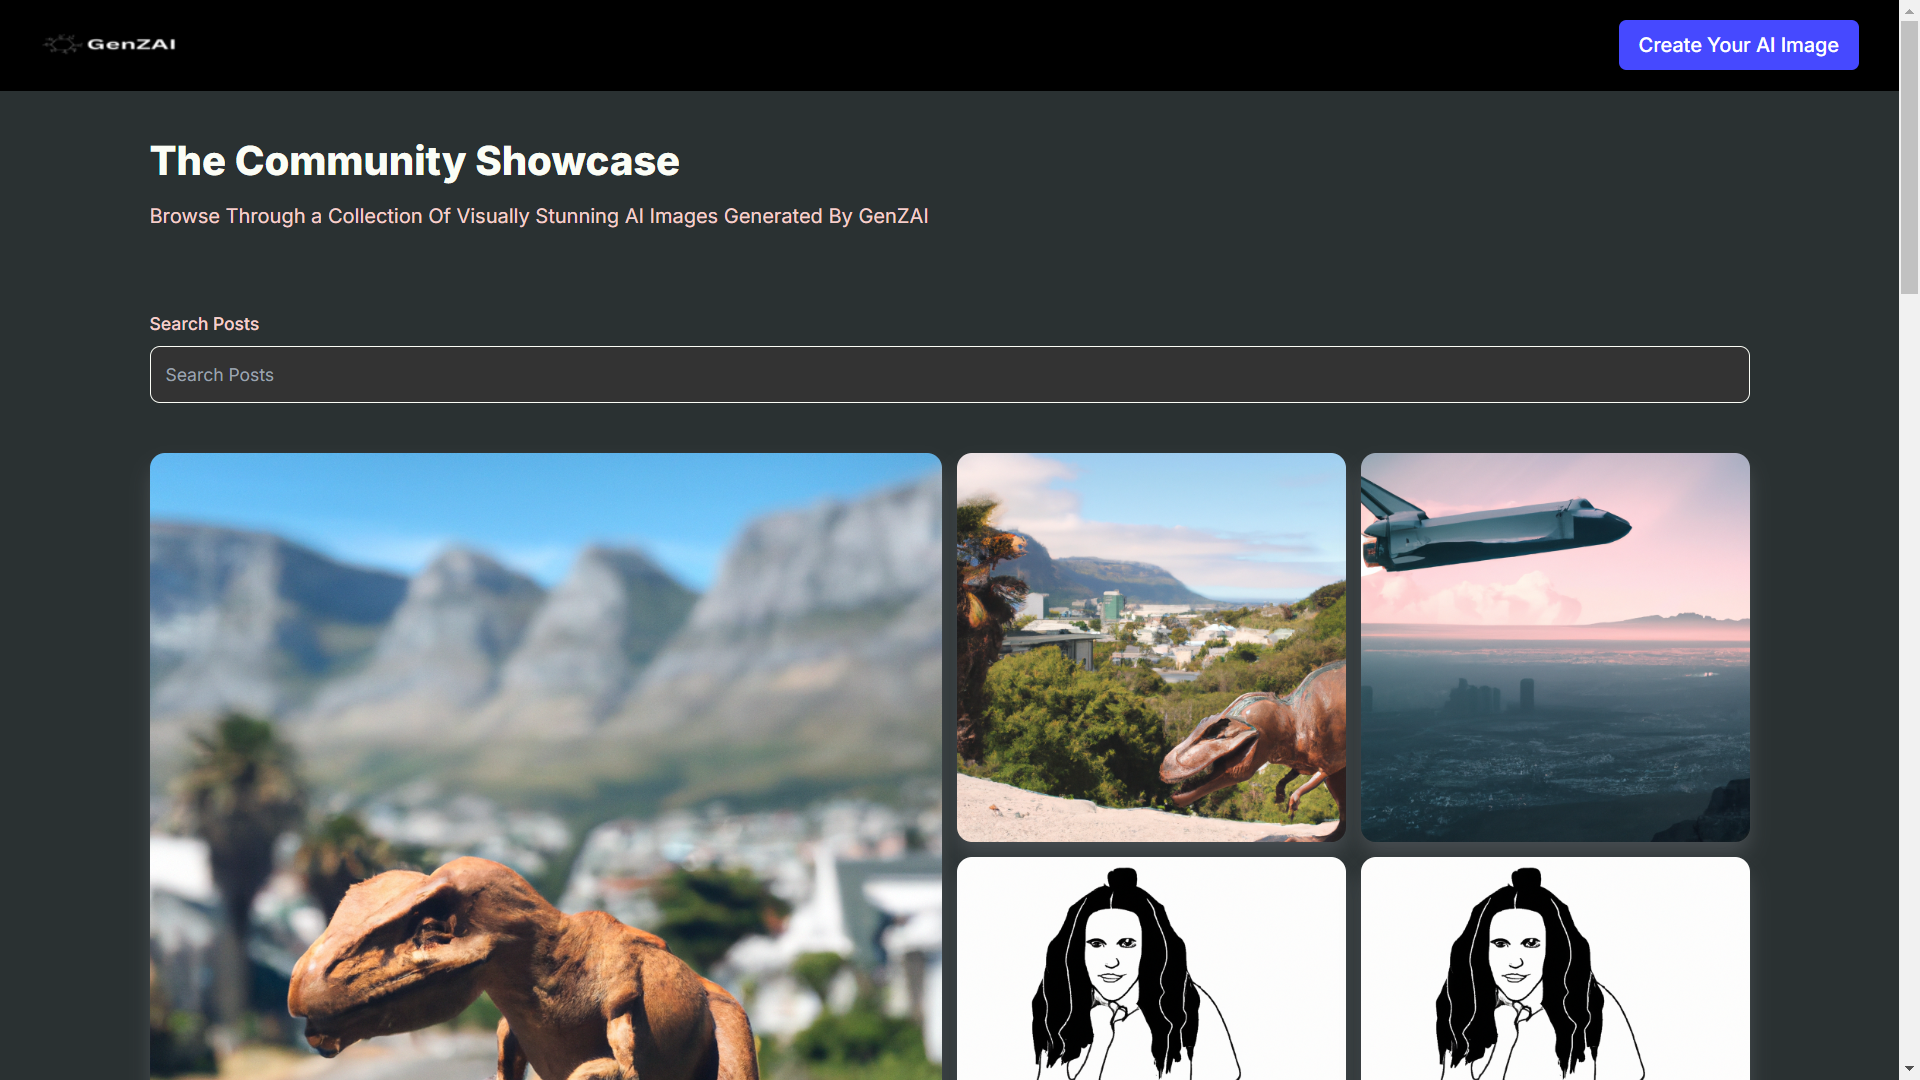 GenZAI
Create Your AI Image
The Community Showcase
Browse Through a Collection Of Visually Stunning AI Images Generated By GenZAI
Search Posts
Search Posts